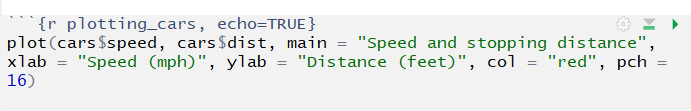 ```{r plotting_cars, echo=TRUE}
plot(cars$speed, cars$dist, main = "Speed and stopping distance",
xlab = "Speed (mph)", ylab = "Distance (feet)", col = "red", pch =
16)